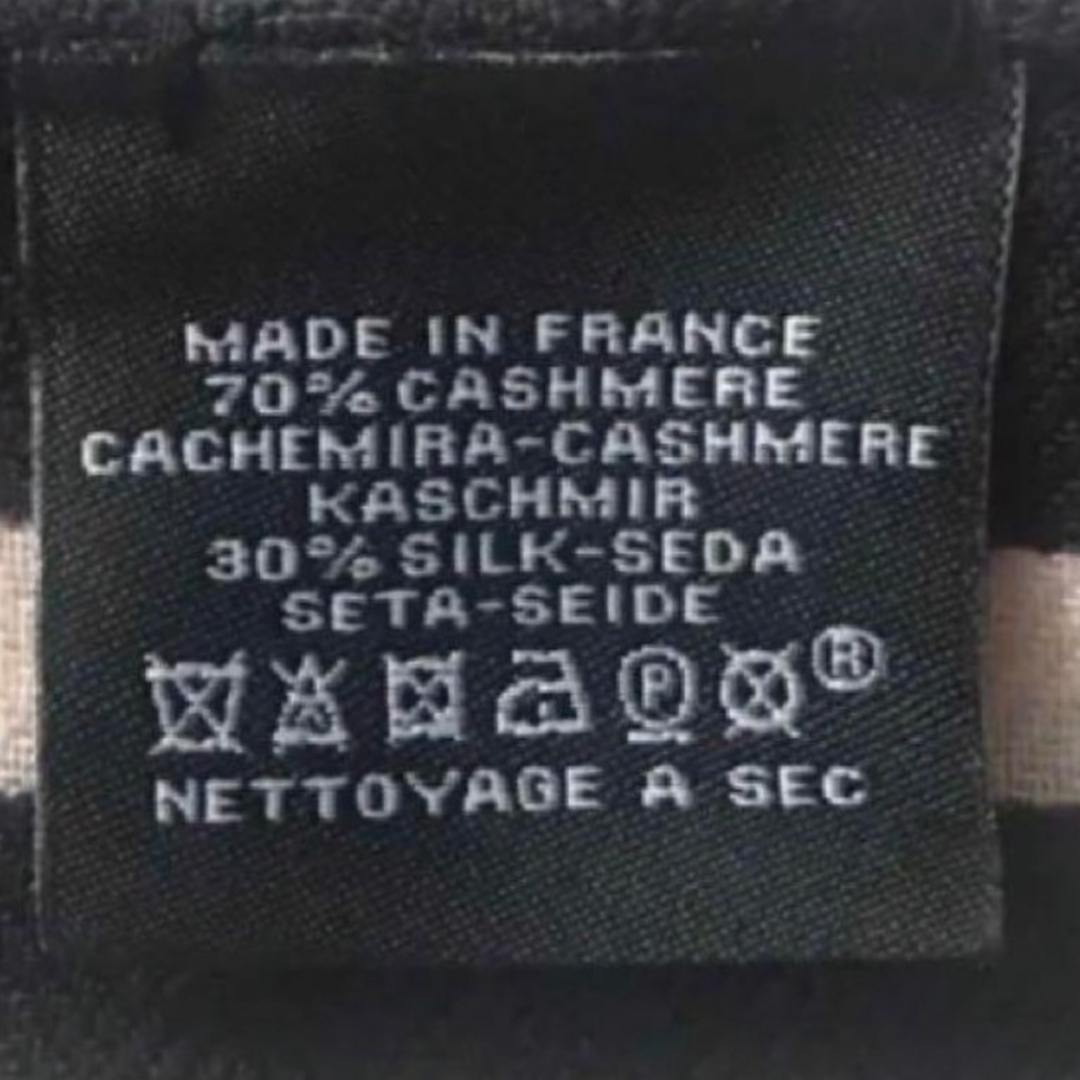 MADE IN FRANCE
70% CASHMERE
CACHEMIRA-CASHMERE
KASCHMIR
30% SILK-SEDA
SETA-SEIDE
P ®
NETTOYAGE A SEC